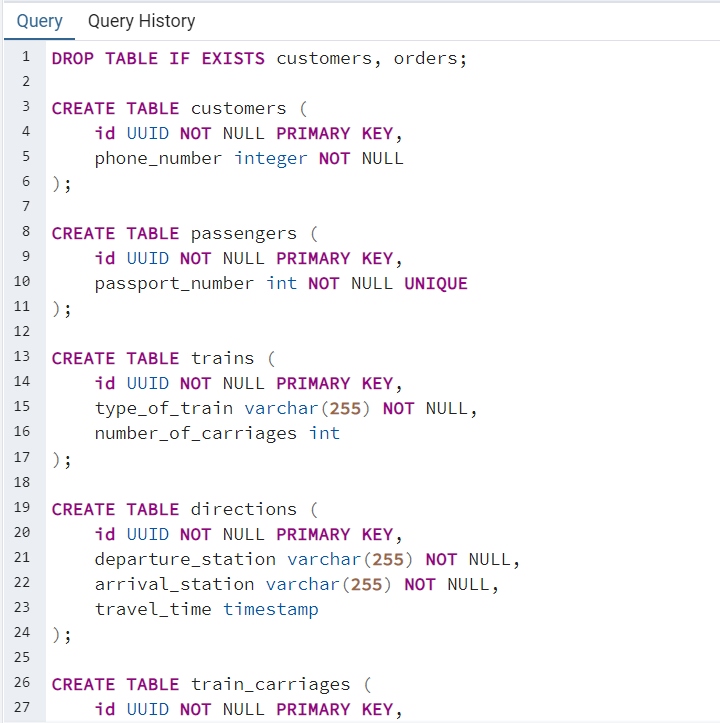 Query Query History
1 DROP TABLE IF EXISTS customers, orders;
2
3 CREATE TABLE customers (
4 id UUID NOT NULL PRIMARY KEY,
5 phone_number integer NOT NULL
6 );
7
8 CREATE TABLE passengers (
9 id UUID NOT NULL PRIMARY KEY,
10 passport_number int NOT NULL UNIQUE
11 );
12
13 CREATE TABLE trains (
14 id UUID NOT NULL PRIMARY KEY,
15 type_of_train varchar(255) NOT NULL,
16 number_of_carriages int
17 );
18
19 CREATE TABLE directions (
20 id UUID NOT NULL PRIMARY KEY,
21 departure_station varchar(255) NOT NULL,
22 arrival_station varchar(255) NOT NULL,
23 travel_time timestamp
24 );
25
26 CREATE TABLE train_carriages (
27 id UUID NOT NULL PRIMARY KEY,